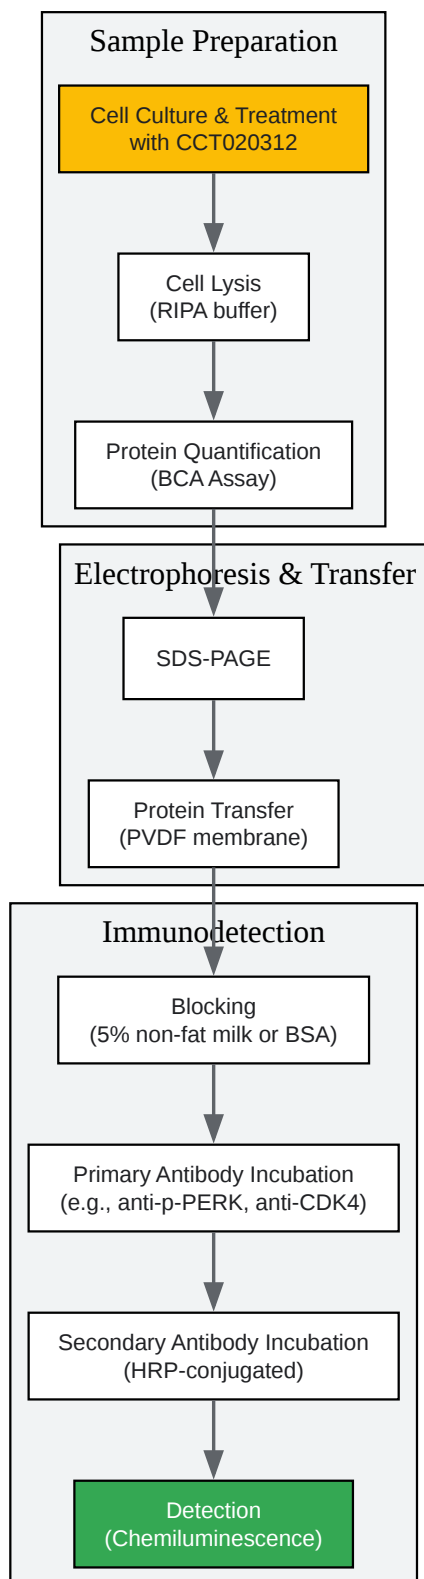 Sample Preparation
Cell Culture & Treatment
with CCT020312
Cell Lysis
(RIPA buffer)
Protein Quantification
(BCA Assay)
Electrophoresis & Transfer
SDS-PAGE
Protein Transfer
(PVDF membrane)
Immunodetection
Blocking
(5% non-fat milk or BSA)
Primary Antibody Incubation
(e.g., anti-p-PERK, anti-CDK4)
Secondary Antibody Incubation
(HRP-conjugated)
Detection
(Chemiluminescence)